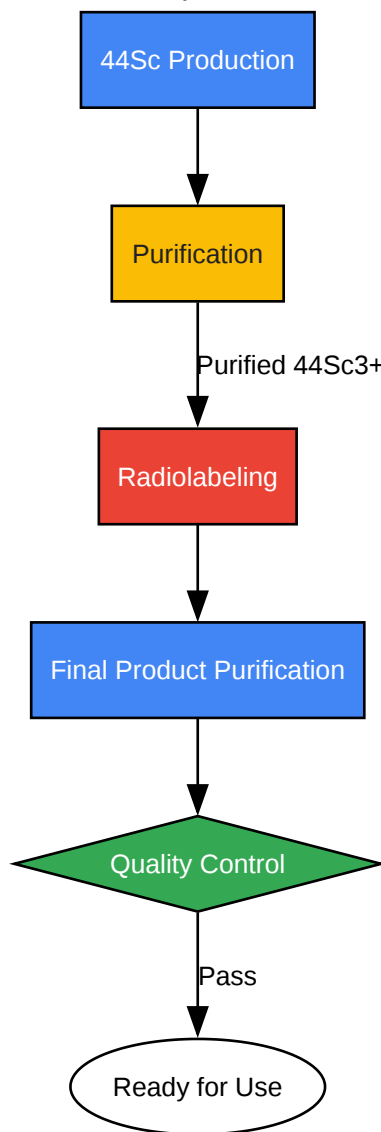 44Sc Production
Purification
Purified 44Sc3+
Radiolabeling
Final Product Purification
Quality Control
Pass
Ready for Use